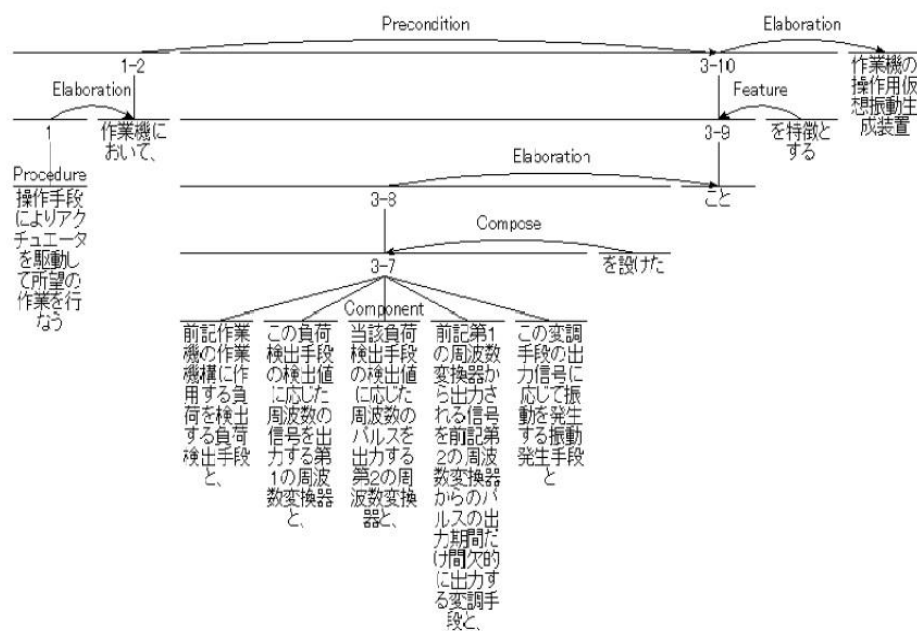 Precondition
Elaboration
1-2
3-10
作業機の
操作用仮
想振動生
成装置
Elaboration
Feature
1
作業機に
おいて、
3-9
を特徴と
する
Procedure
操作手段
によりアク
チュエータ
を駆動し
て所望の
作業を行
なう
Elaboration
3-8
こと
Compose
3-7
を設けた
Component
前記作業
機の作業
機構に作
用する負
荷を検出
する負荷
検出手段
と、
この負荷
検出手段
の検出値
に応じた
周波数の
信号を出
力する第
1の周波
数変換器
と、
当該負荷
検出手段
の検出値
に応じた
周波数の
パルスを
出力する
第2の周
波数変換
器と、
前記第1
の周波数
変換器か
ら出力さ
れる信号
を前記第
2の周波
数変換器
からのパ
ルスの出
力期間だ
け間欠的
に出力す
る変調手
段と、
この変調
手段の出
力信号に
応じて振
動を発生
する振動
発生手段
と